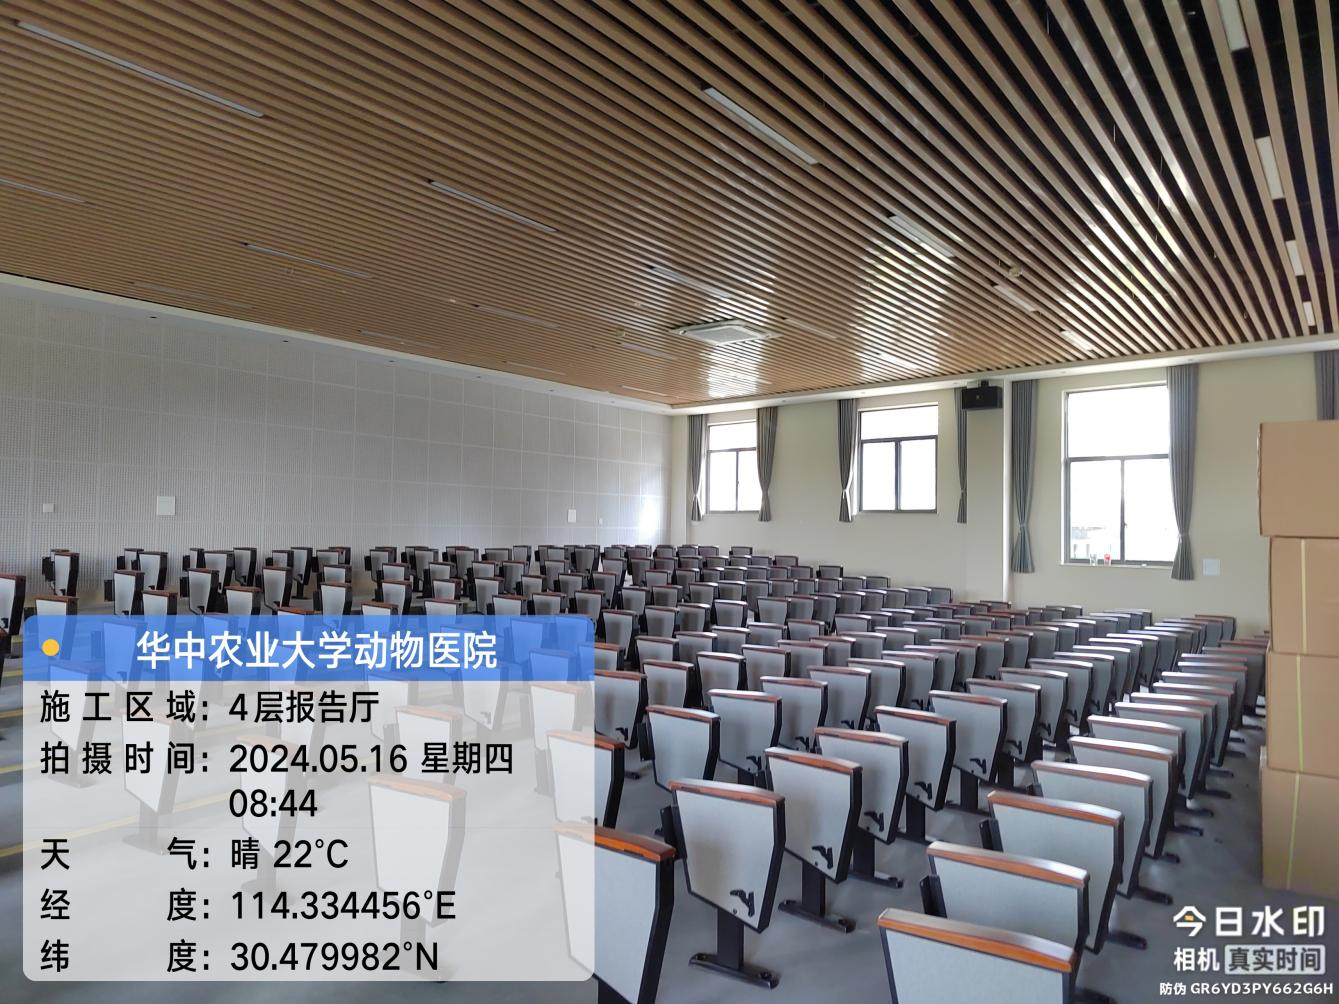 华中农业大学动物医院
施工区域：4层报告厅
拍摄时间：2024.05.16 星期四
08:44
天气：晴 22°C
经度：114.334456°E
纬度：30.479982°N
今日水印
相机 真实时间
防伪 GR6YD3PY662G6H